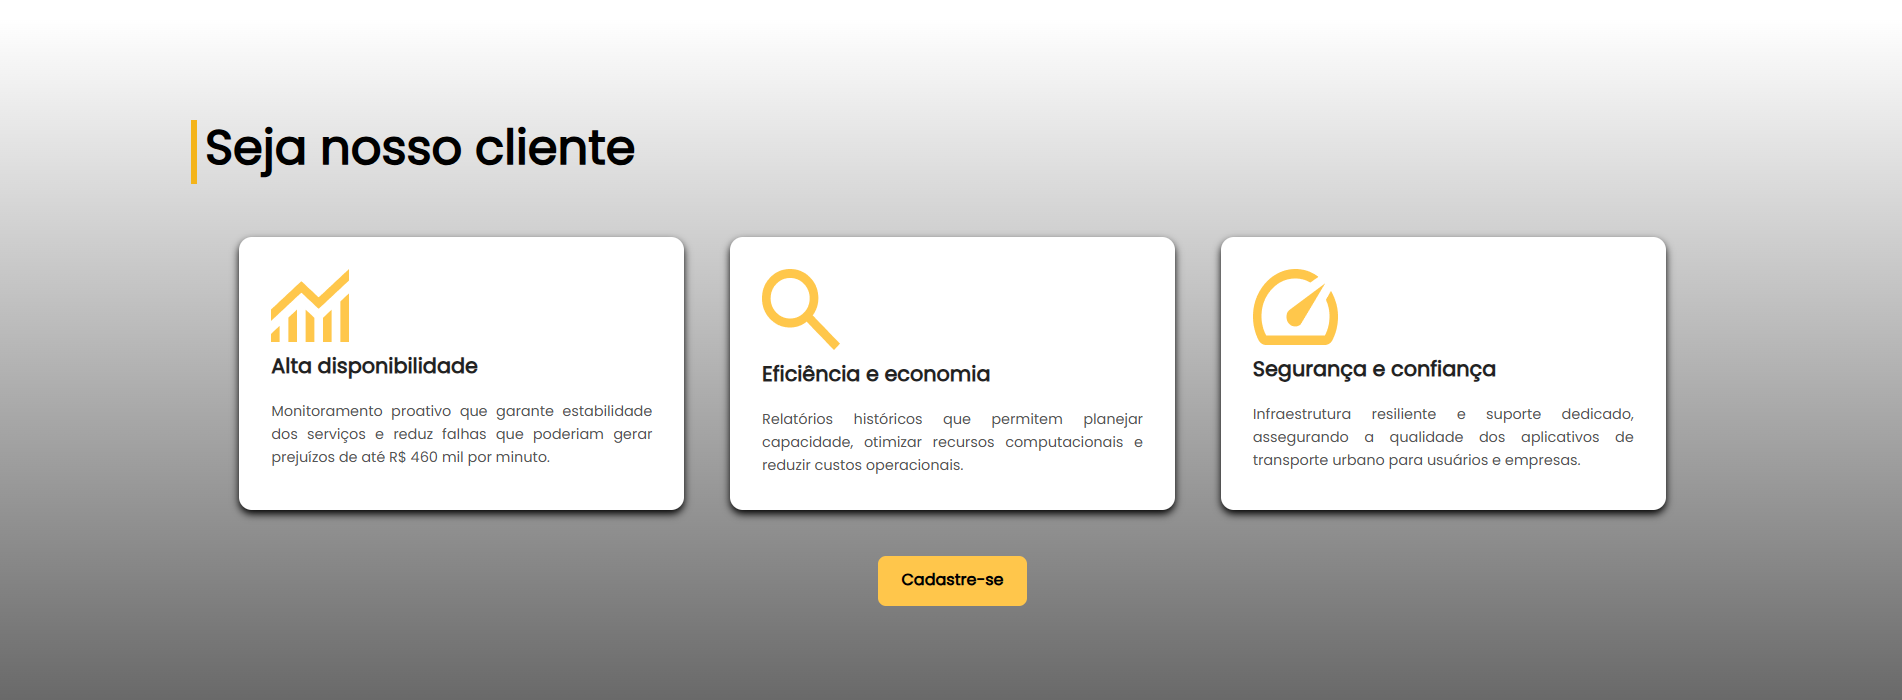 Seja nosso cliente
Alta disponibilidade
Monitoramento proativo que garante estabilidade
dos serviços e reduz falhas que poderiam gerar
prejuízos de até R$ 460 mil por minuto.
Eficiência e economia
Relatórios históricos que permitem planejar
capacidade, otimizar recursos computacionais e
reduzir custos operacionais.
Segurança e confiança
Infraestrutura resiliente e suporte dedicado,
assegurando a qualidade dos aplicativos de
transporte urbano para usuários e empresas.
Cadastre-se